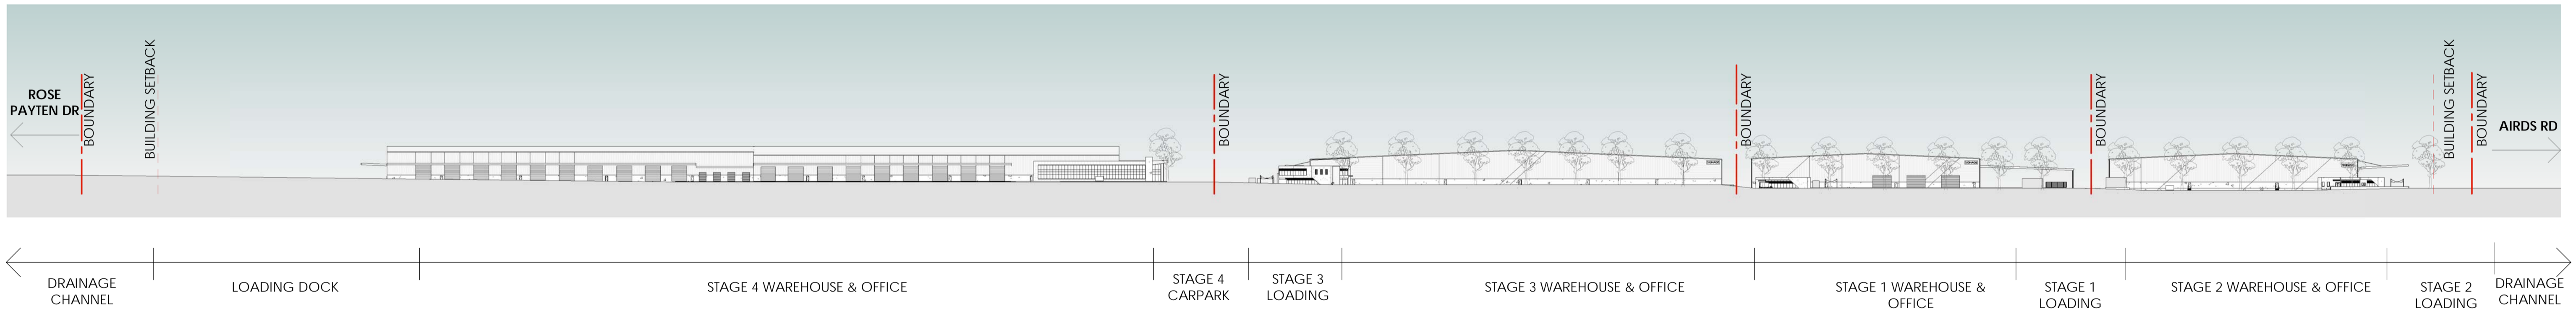 ROSE
PAYTEN DR
BOUNDARY
BUILDING SETBACK
BOUNDARY
BOUNDARY
BOUNDARY
BUILDING SETBACK
BOUNDARY
AIRDS RD
DRAINAGE
CHANNEL
LOADING DOCK
STAGE 4 WAREHOUSE & OFFICE
STAGE 4
CARPARK
STAGE 3
LOADING
STAGE 3 WAREHOUSE & OFFICE
STAGE 1 WAREHOUSE &
OFFICE
STAGE 1
LOADING
STAGE 2 WAREHOUSE & OFFICE
STAGE 2
LOADING
DRAINAGE
CHANNEL